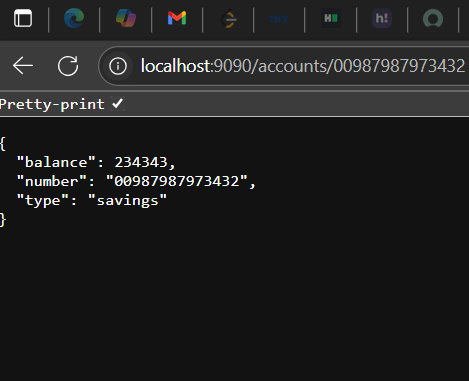 localhost:9090/accounts/00987987973432
Pretty-print ✔
{
  "balance": 234343,
  "number": "00987987973432",
  "type": "savings"
}